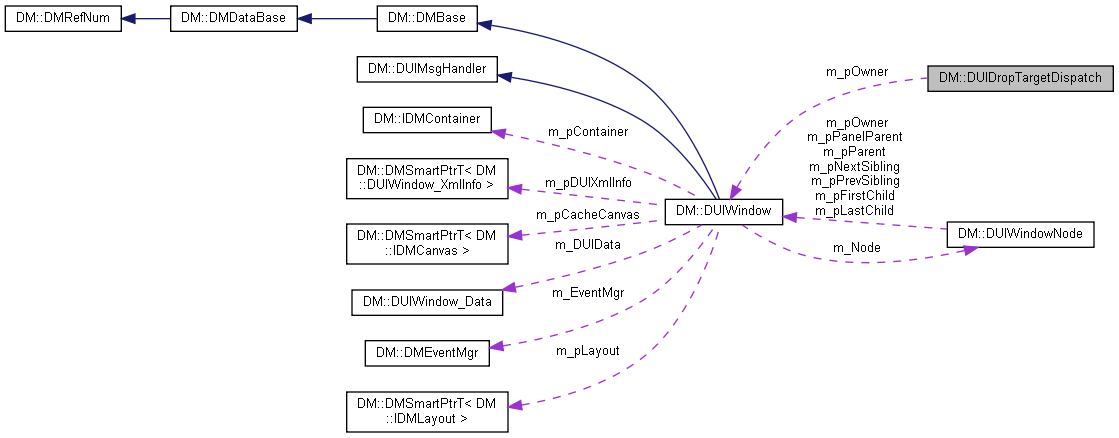 DM::DMRefNum
DM::DMDataBase
DM::DMBase
DM::DUIMsgHandler
DM::IDMContainer
DM::DMSmartPtrT< DM
::DUIWindow_XmlInfo >
DM::DMSmartPtrT< DM
::IDMCanvas >
DM::DUIWindow_Data
DM::DMEventMgr
DM::DMSmartPtrT< DM
::IDMLayout >
m_pContainer
m_pDUIXmlInfo
m_pCacheCanvas
m_DUIData
m_EventMgr
m_pLayout
DM::DUIWindow
m_pOwner
m_pOwner
m_pPanelParent
m_pParent
m_pNextSibling
m_pPrevSibling
m_pFirstChild
m_pLastChild
m_Node
DM::DUIDropTargetDispatch
DM::DUIWindowNode